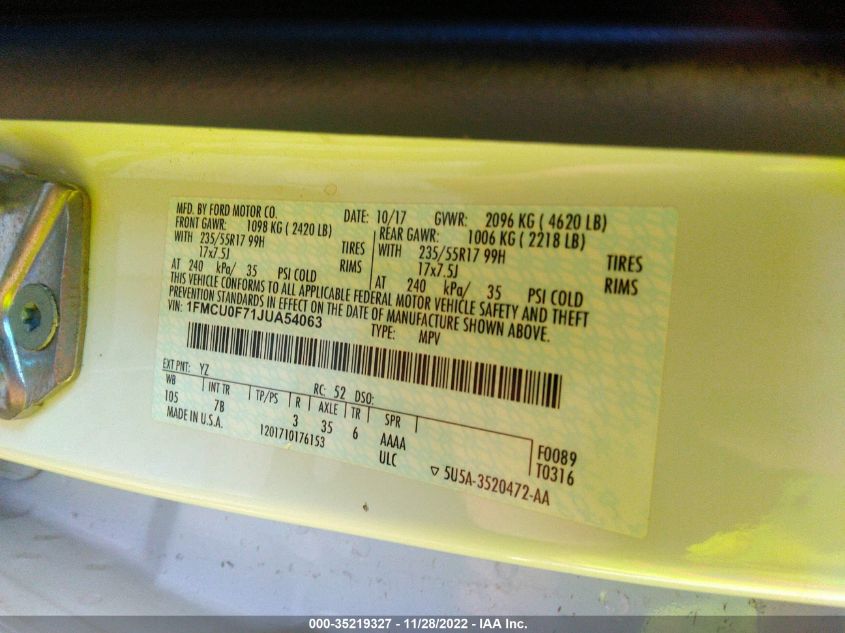 MFD. BY FORD MOTOR CO. DATE: 10/17 GVWR: 2096 KG ( 4620 LB)
FRONT GAWR: 1098 KG ( 2420 LB) REAR GAWR: 1006 KG ( 2218 LB)
WITH 235/55R17 99H TIRES WITH 235/55R17 99H TIRES
17x7.5J RIMS 17x7.5J RIMS
AT 240 kPa/ 35 PSI COLD AT 240 kPa/ 35 PSI COLD
THIS VEHICLE CONFORMS TO ALL APPLICABLE FEDERAL MOTOR VEHICLE SAFETY AND THEFT
PREVENTION STANDARDS IN EFFECT ON THE DATE OF MANUFACTURE SHOWN ABOVE.
VIN: 1FMCU0F71JUA54063 TYPE: MPV
EXT PNT: YZ RC: 52 DSO:
WB INT TR TP/PS R AXLE TR SPR
105 7B 3 35 6 AAAA F0089
MADE IN U.S.A. 1201710176153 ULC T0316
▽ 5U5A-3520472-AA
000-35219327 - 11/28/2022 - IAA Inc.